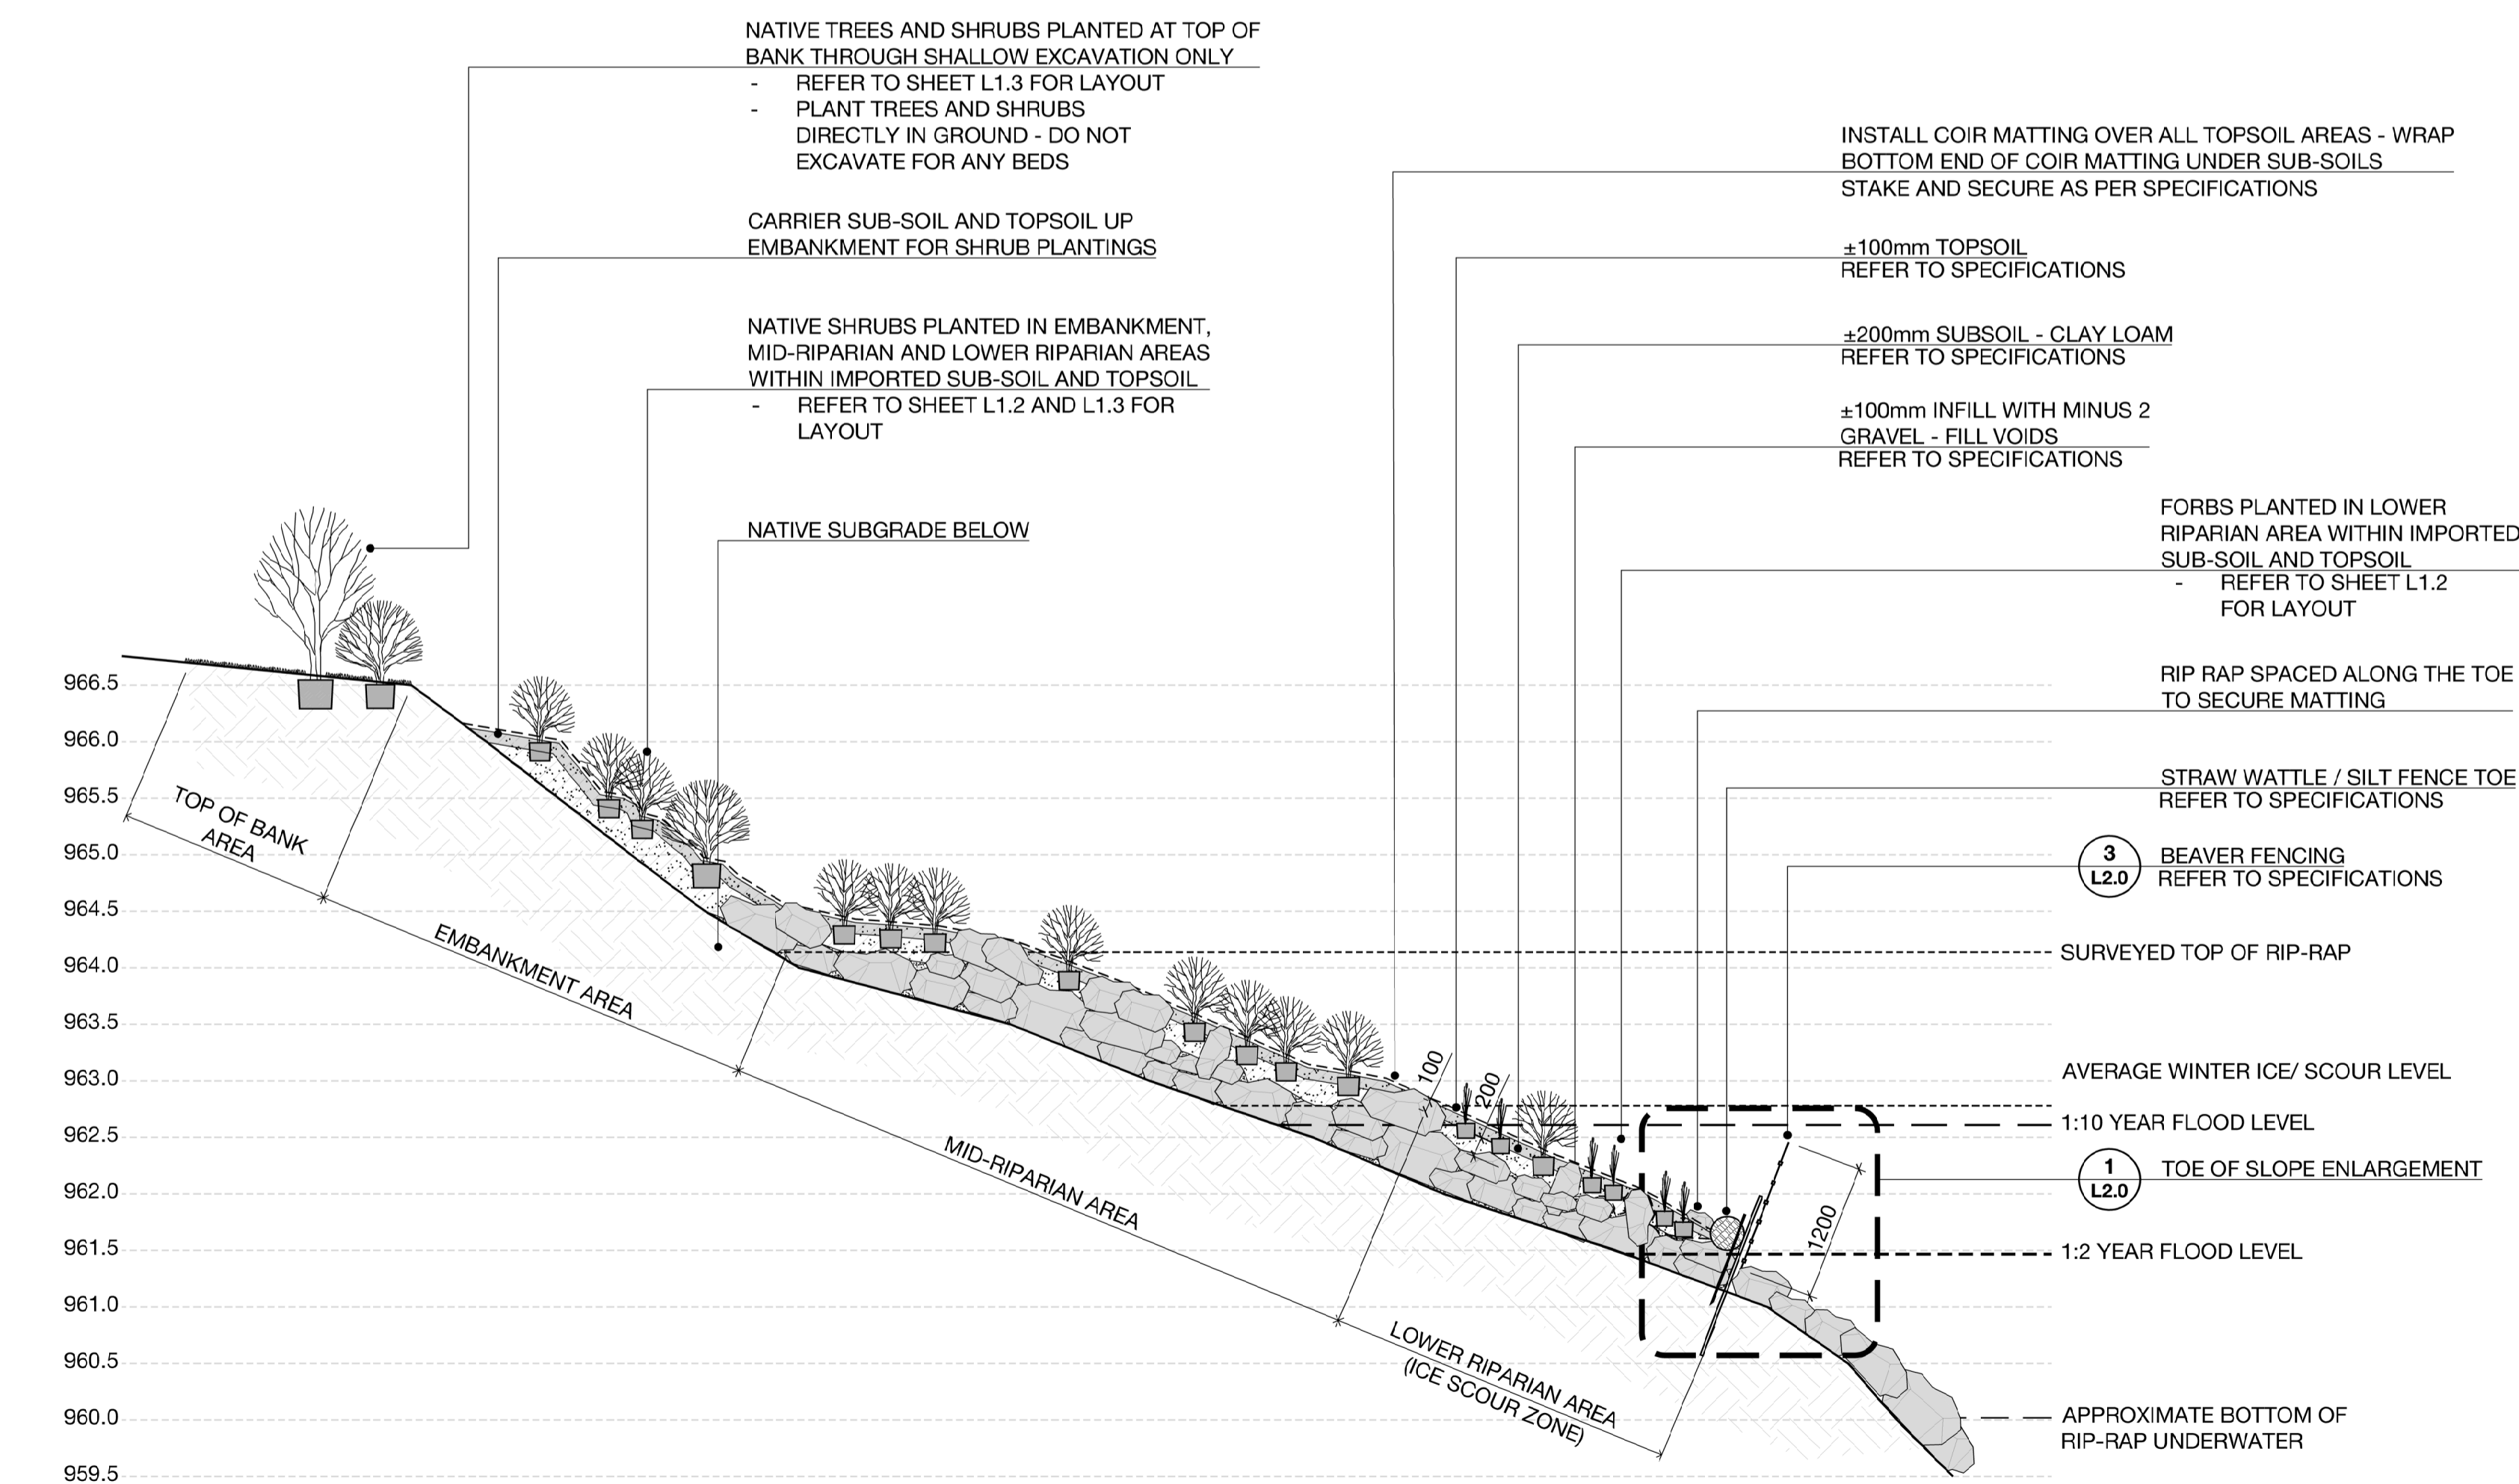 NATIVE TREES AND SHRUBS PLANTED AT TOP OF
BANK THROUGH SHALLOW EXCAVATION ONLY
- REFER TO SHEET L1.3 FOR LAYOUT
- PLANT TREES AND SHRUBS
DIRECTLY IN GROUND - DO NOT
EXCAVATE FOR ANY BEDS
CARRIER SUB-SOIL AND TOPSOIL UP
EMBANKMENT FOR SHRUB PLANTINGS
NATIVE SHRUBS PLANTED IN EMBANKMENT,
MID-RIPARIAN AND LOWER RIPARIAN AREAS
WITHIN IMPORTED SUB-SOIL AND TOPSOIL
- REFER TO SHEET L1.2 AND L1.3 FOR
LAYOUT
NATIVE SUBGRADE BELOW
INSTALL COIR MATTING OVER ALL TOPSOIL AREAS - WRAP
BOTTOM END OF COIR MATTING UNDER SUB-SOILS
STAKE AND SECURE AS PER SPECIFICATIONS
±100mm TOPSOIL
REFER TO SPECIFICATIONS
±200mm SUBSOIL - CLAY LOAM
REFER TO SPECIFICATIONS
±100mm INFILL WITH MINUS 2
GRAVEL - FILL VOIDS
REFER TO SPECIFICATIONS
FORBS PLANTED IN LOWER
RIPARIAN AREA WITHIN IMPORTED
SUB-SOIL AND TOPSOIL
- REFER TO SHEET L1.2
FOR LAYOUT
RIP RAP SPACED ALONG THE TOE
TO SECURE MATTING
STRAW WATTLE / SILT FENCE TOE
REFER TO SPECIFICATIONS
3
L2.0
BEAVER FENCING
REFER TO SPECIFICATIONS
SURVEYED TOP OF RIP-RAP
AVERAGE WINTER ICE/ SCOUR LEVEL
1:10 YEAR FLOOD LEVEL
1
L2.0
TOE OF SLOPE ENLARGEMENT
1:2 YEAR FLOOD LEVEL
APPROXIMATE BOTTOM OF
RIP-RAP UNDERWATER
966.5
966.0
965.5
965.0
964.5
964.0
963.5
963.0
962.5
962.0
961.5
961.0
960.5
960.0
959.5
TOP OF BANK
AREA
EMBANKMENT AREA
MID-RIPARIAN AREA
LOWER RIPARIAN AREA
(ICE SCOUR ZONE)
100
200
1200